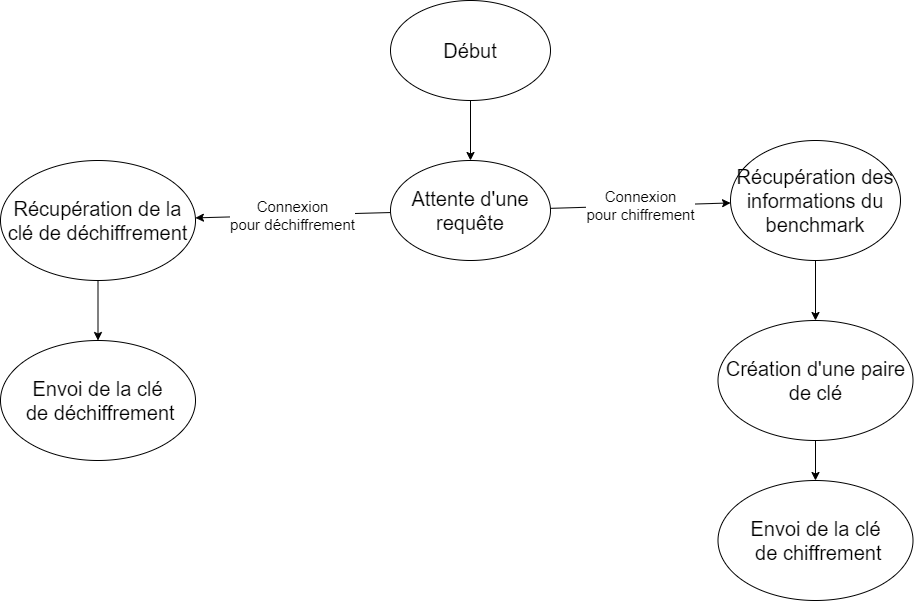 Début
Récupération de la
clé de déchiffrement
Connexion
pour déchiffrement
Attente d'une
requête
Connexion
pour chiffrement
Récupération des
informations du
benchmark
Envoi de la clé
de déchiffrement
Création d'une paire
de clé
Envoi de la clé
de chiffrement